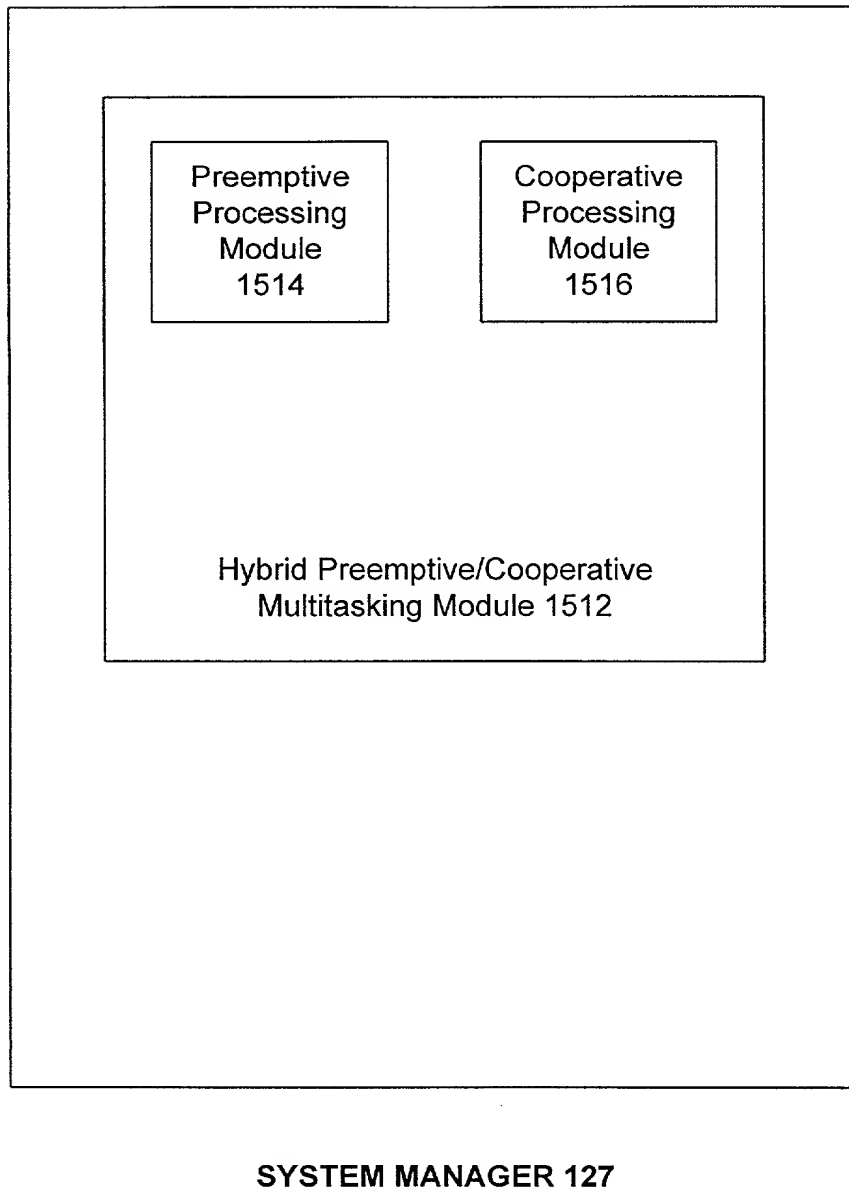 Preemptive
Processing
Module
1514
Cooperative
Processing
Module
1516
Hybrid Preemptive/Cooperative
Multitasking Module 1512
SYSTEM MANAGER 127